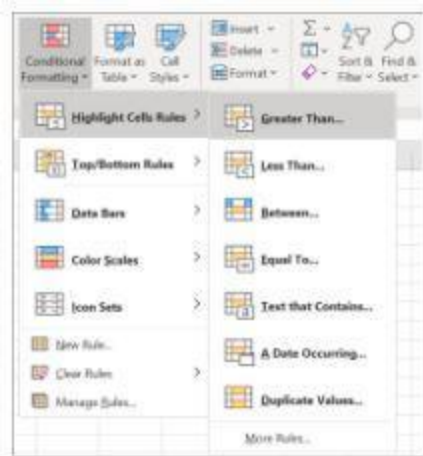 Conditional Formatting
Format as Table
Cell Styles
Insert
Delete
Format
Sort & Filter
Find & Select
Highlight Cells Rules
Top/Bottom Rules
Data Bars
Color Scales
Icon Sets
New Rule...
Clear Rules
Manage Rules...
Greater Than...
Less Than...
Between...
Equal To...
Text that Contains...
A Date Occurring...
Duplicate Values...
More Rules...